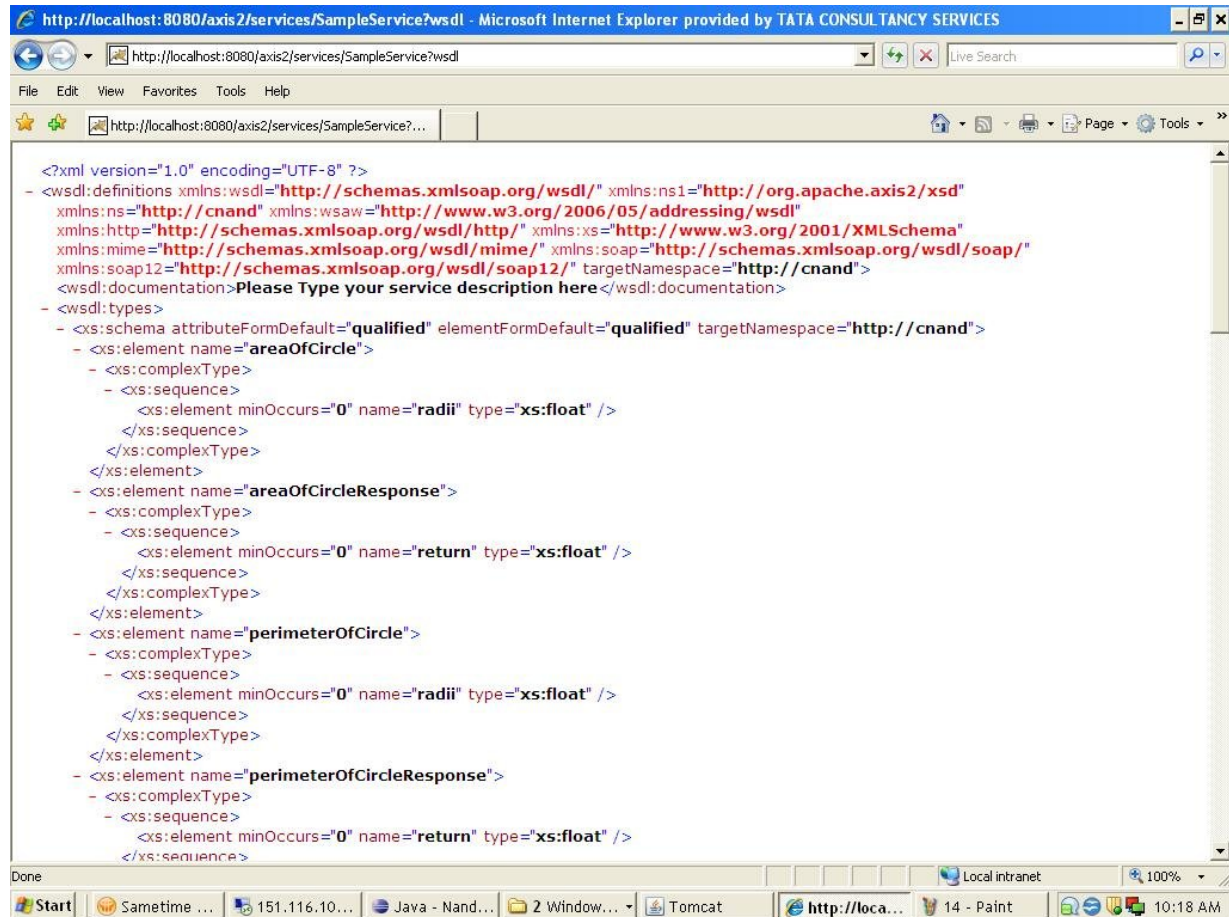 http://localhost:8080/axis2/services/SampleService?wsdl - Microsoft Internet Explorer provided by TATA CONSULTANCY SERVICES
http://localhost:8080/axis2/services/SampleService?wsdl
Live Search
File Edit View Favorites Tools Help
http://localhost:8080/axis2/services/SampleService?...
Page Tools »
<?xml version="1.0" encoding="UTF-8" ?>
- <wsdl:definitions xmlns:wsdl="http://schemas.xmlsoap.org/wsdl/" xmlns:ns1="http://org.apache.axis2/xsd"
xmlns:ns="http://cnand" xmlns:wsaw="http://www.w3.org/2006/05/addressing/wsdl"
xmlns:http="http://schemas.xmlsoap.org/wsdl/http/" xmlns:xs="http://www.w3.org/2001/XMLSchema"
xmlns:mime="http://schemas.xmlsoap.org/wsdl/mime/" xmlns:soap="http://schemas.xmlsoap.org/wsdl/soap/"
xmlns:soap12="http://schemas.xmlsoap.org/wsdl/soap12/" targetNamespace="http://cnand">
<wsdl:documentation>Please Type your service description here</wsdl:documentation>
- <wsdl:types>
- <xs:schema attributeFormDefault="qualified" elementFormDefault="qualified" targetNamespace="http://cnand">
- <xs:element name="areaOfCircle">
- <xs:complexType>
- <xs:sequence>
<xs:element minOccurs="0" name="radii" type="xs:float" />
</xs:sequence>
</xs:complexType>
</xs:element>
- <xs:element name="areaOfCircleResponse">
- <xs:complexType>
- <xs:sequence>
<xs:element minOccurs="0" name="return" type="xs:float" />
</xs:sequence>
</xs:complexType>
</xs:element>
- <xs:element name="perimeterOfCircle">
- <xs:complexType>
- <xs:sequence>
<xs:element minOccurs="0" name="radii" type="xs:float" />
</xs:sequence>
</xs:complexType>
</xs:element>
- <xs:element name="perimeterOfCircleResponse">
- <xs:complexType>
- <xs:sequence>
<xs:element minOccurs="0" name="return" type="xs:float" />
</xs:sequence>
Done Local intranet 100%
Start Sametime ... 151.116.10... Java - Nand... 2 Window... Tomcat http://loca... 14 - Paint 10:18 AM